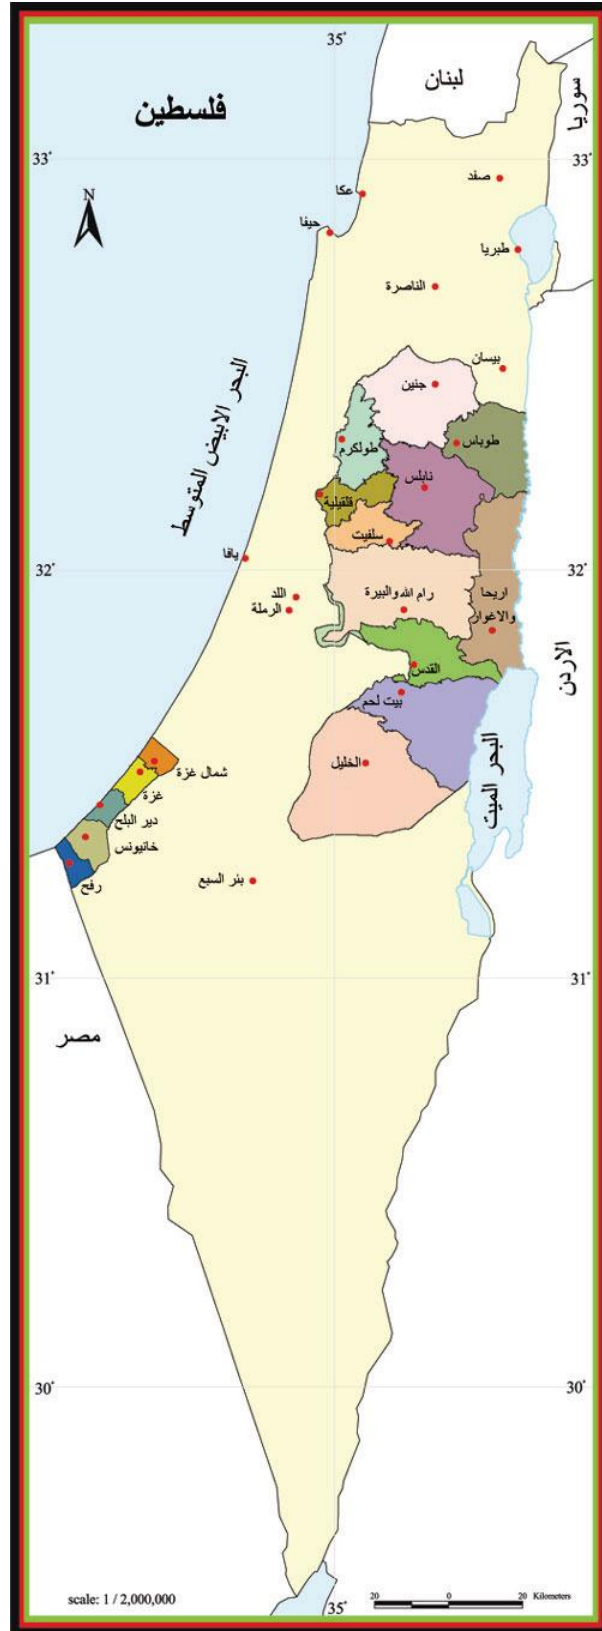 35°
لبنان
سوريا
فلسطين
33°
33°
صفد
عكا
N
حيفا
طبريا
الناصرة
بيسان
جنين
البحر الابيض المتوسط
طولكرم
طوباس
نابلس
قلقيلية
سلفيت
يافا
32°
32°
اللد
الرملة
رام الله والبيرة
اريحا
والاغوار
الاردن
القدس
بيت لحم
البحر الميت
الخليل
شمال غزة
غزة
دير البلح
خانيونس
رفح
بئر السبع
31°
31°
مصر
30°
30°
scale: 1 / 2,000,000
20 0 20 Kilometers
35°